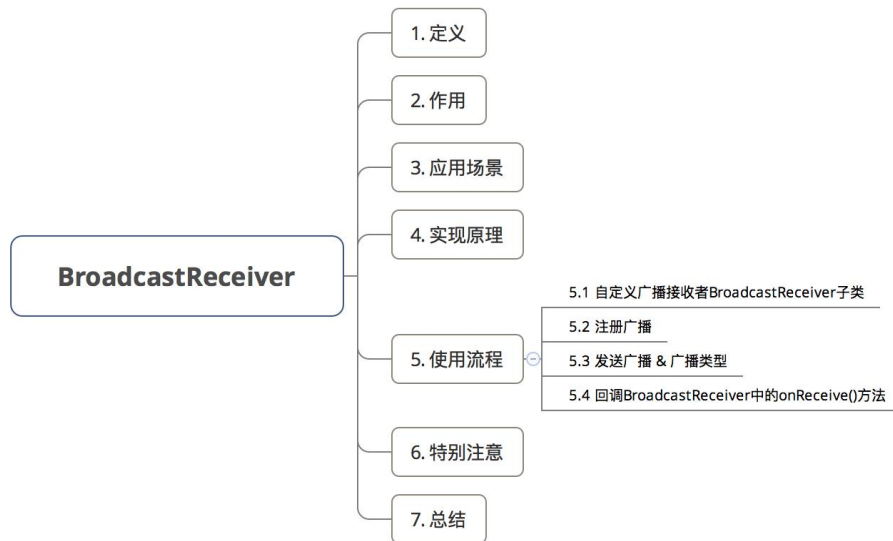 BroadcastReceiver
1. 定义
2. 作用
3. 应用场景
4. 实现原理
5. 使用流程
5.1 自定义广播接收者BroadcastReceiver子类
5.2 注册广播
5.3 发送广播 & 广播类型
5.4 回调BroadcastReceiver中的onReceive()方法
6. 特别注意
7. 总结